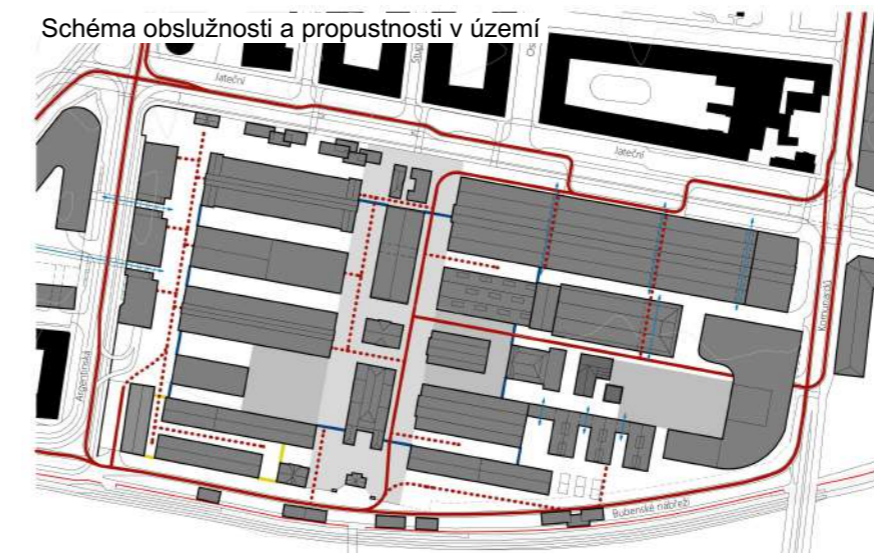 Schéma obslužnosti a propustnosti v území
Jateční
Jateční
Argentinská
Komunardů
Bubenské nábřeží